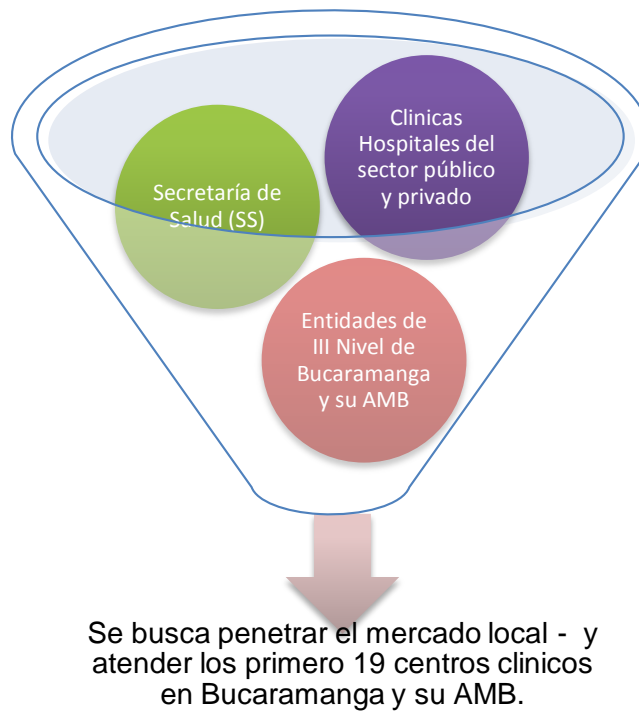 Clinicas
Hospitales del
sector público
y privado
Secretaría de
Salud (SS)
Entidades de
III Nivel de
Bucaramanga
y su AMB
Se busca penetrar el mercado local - y
atender los primero 19 centros clinicos
en Bucaramanga y su AMB.